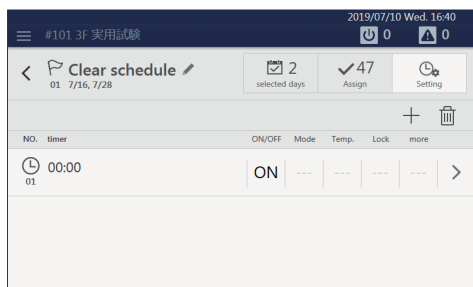 2019/07/10 Wed. 16:40
#101 3F 実用試験
0
0
Clear schedule
01 7/16, 7/28
2
selected days
47
Assign
Setting
NO. timer ON/OFF Mode Temp. Lock more
00:00 ON --- --- --- ---
01